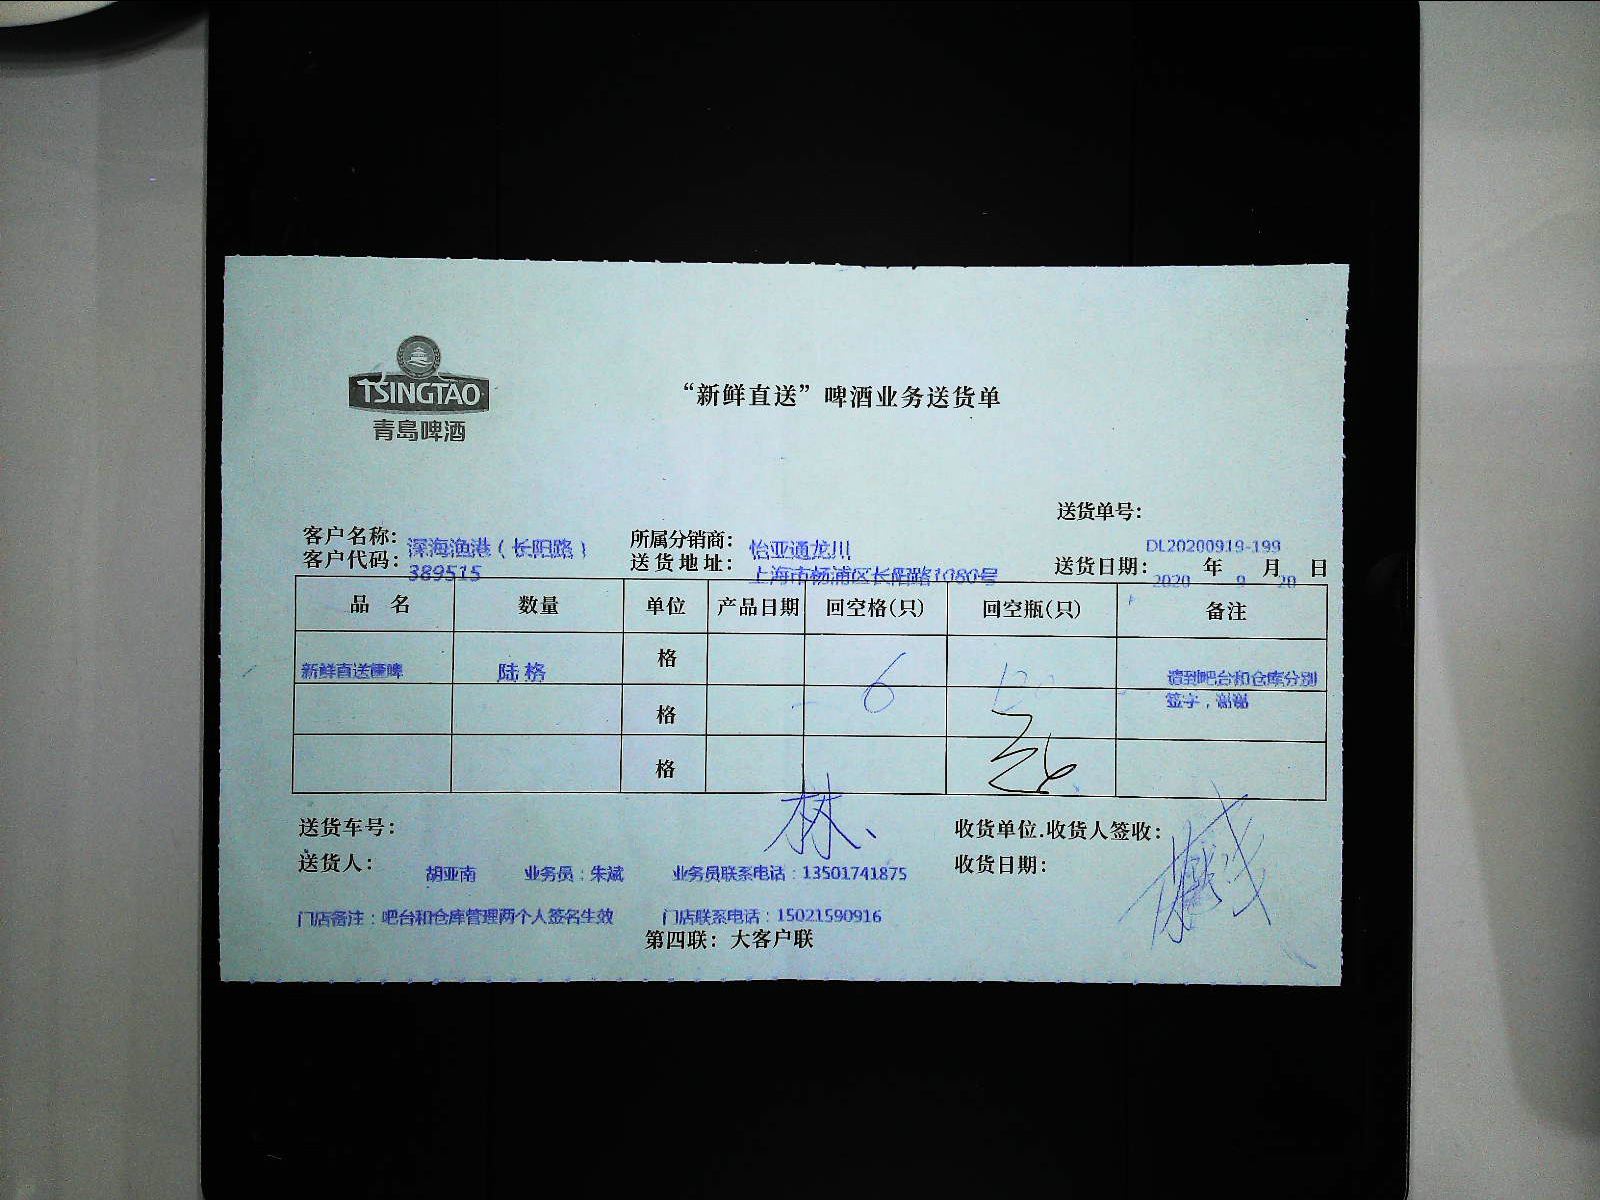 TSINGTAO
青島啤酒
“新鲜直送”啤酒业务送货单
送货单号：
DL20200919-199
客户名称：深海渔港（长阳路） 所属分销商：怡亚通龙川
客户代码：389515 送货地址：上海市杨浦区长阳路1080号 送货日期：2020 年 9 月 20 日
品名 数量 单位 产品日期 回空格(只) 回空瓶(只) 备注
新鲜直送筐啤 陆格 格 6 请到吧台和仓库分别
格 签字，谢谢
格
送货车号： 林 收货单位.收货人签收：
送货人：胡亚南 业务员：朱斌 业务员联系电话：13501741875 收货日期：
门店备注：吧台和仓库管理两个人签名生效 门店联系电话：15021590916
第四联：大客户联